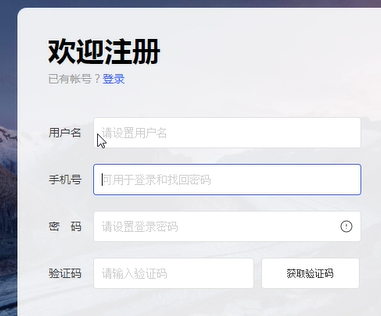 欢迎注册
已有帐号？登录
用户名 请设置用户名
手机号 可用于登录和找回密码
密 码 请设置登录密码
验证码 请输入验证码 获取验证码